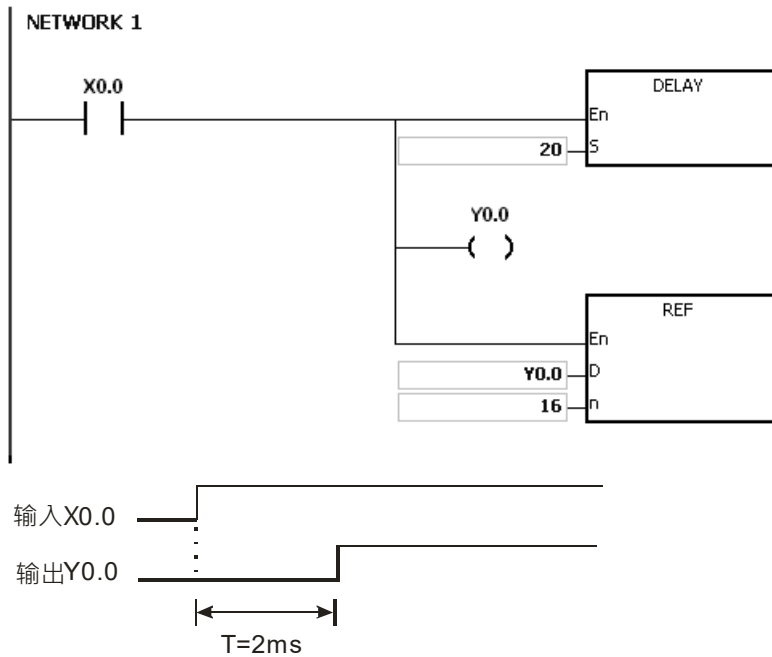 NETWORK 1
X0.0
DELAY
En
20 S
Y0.0
( )
REF
En
Y0.0 D
16 n
输入X0.0
输出Y0.0
T=2ms